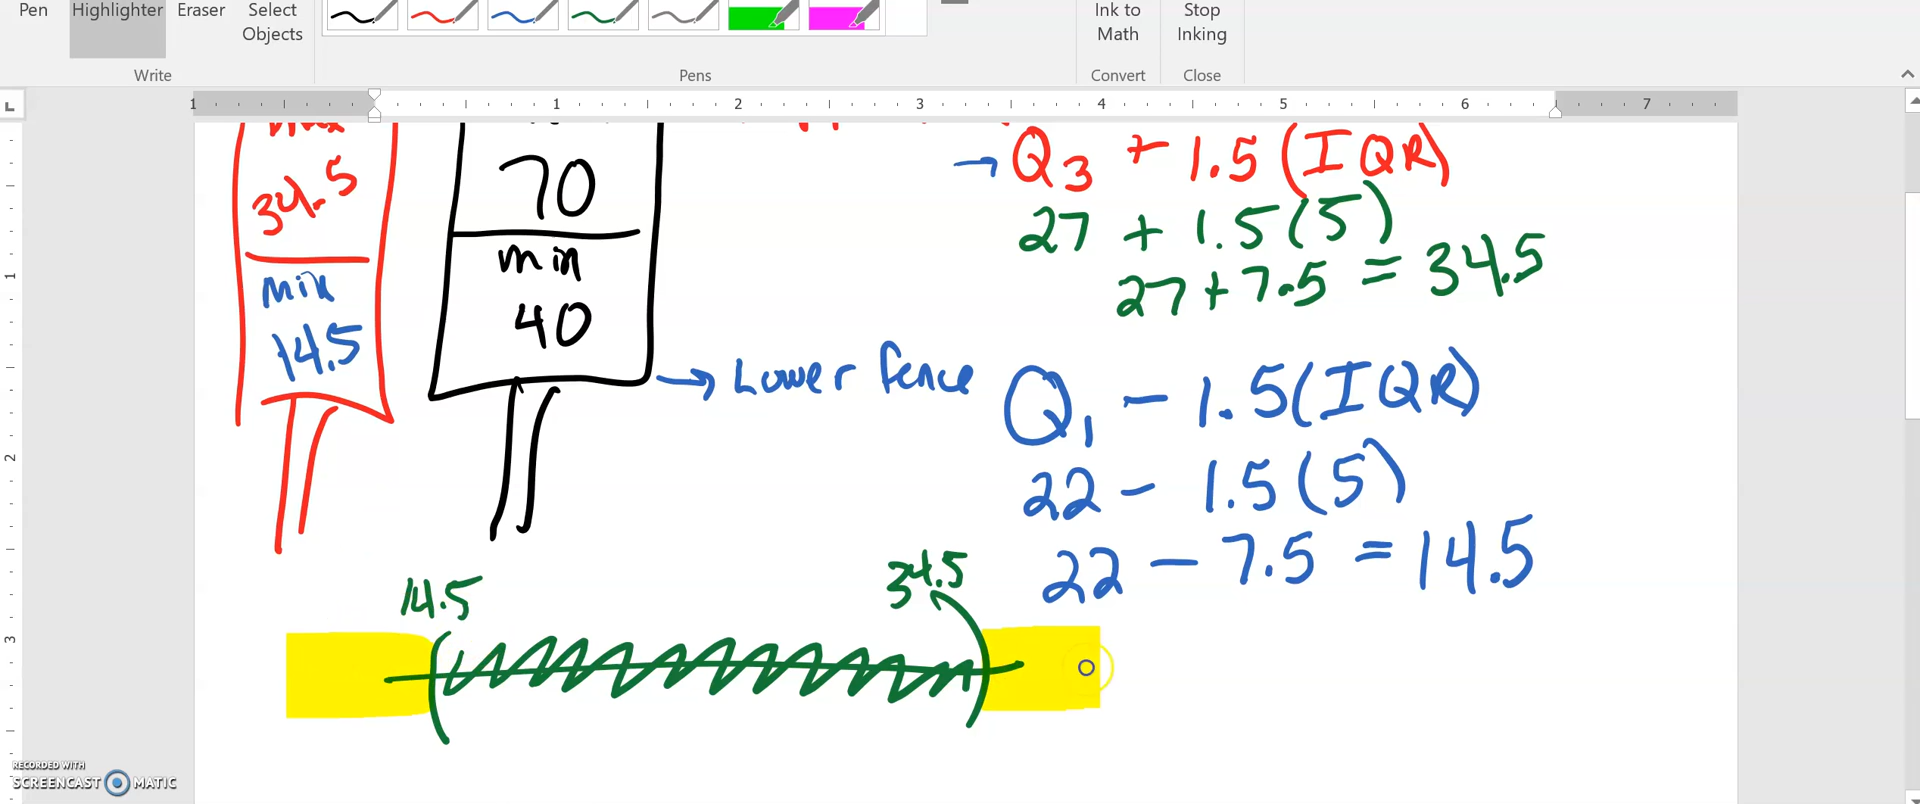 Pen
Highlighter
Eraser
Select
Objects
Ink to
Math
Stop
Inking
Write
Pens
Convert
Close
1 1 2 3 4 5 6 7
34.5
min
14.5
70
min
40
→ Q3 + 1.5 (IQR)
27 + 1.5(5)
27 + 7.5 = 34.5
→ Lower fence
Q1 - 1.5(IQR)
22 - 1.5(5)
22 - 7.5 = 14.5
14.5
34.5
1
2
3
RECORDED WITH
SCREENCAST MATIC